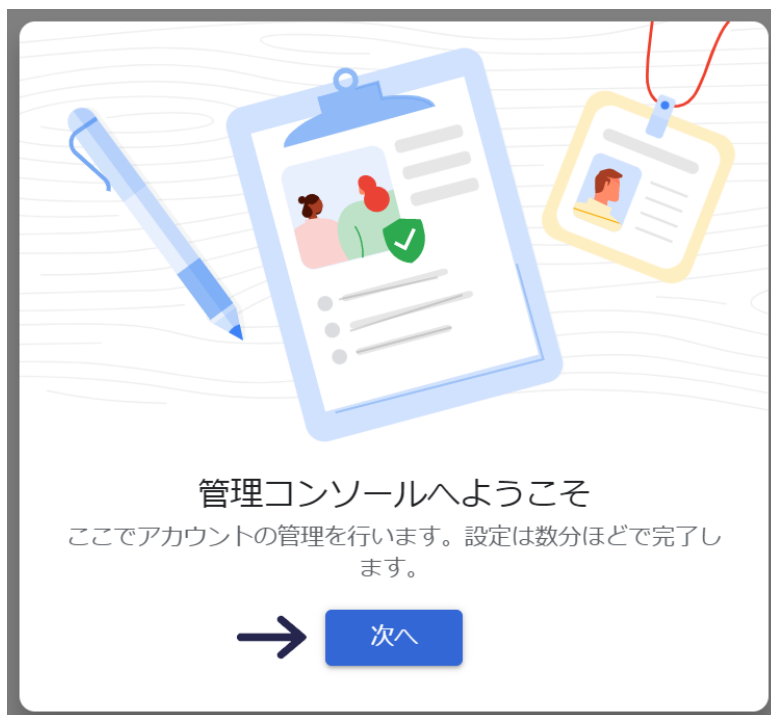 管理コンソールへようこそ
ここでアカウントの管理を行います。設定は数分ほどで完了し
ます。
次へ